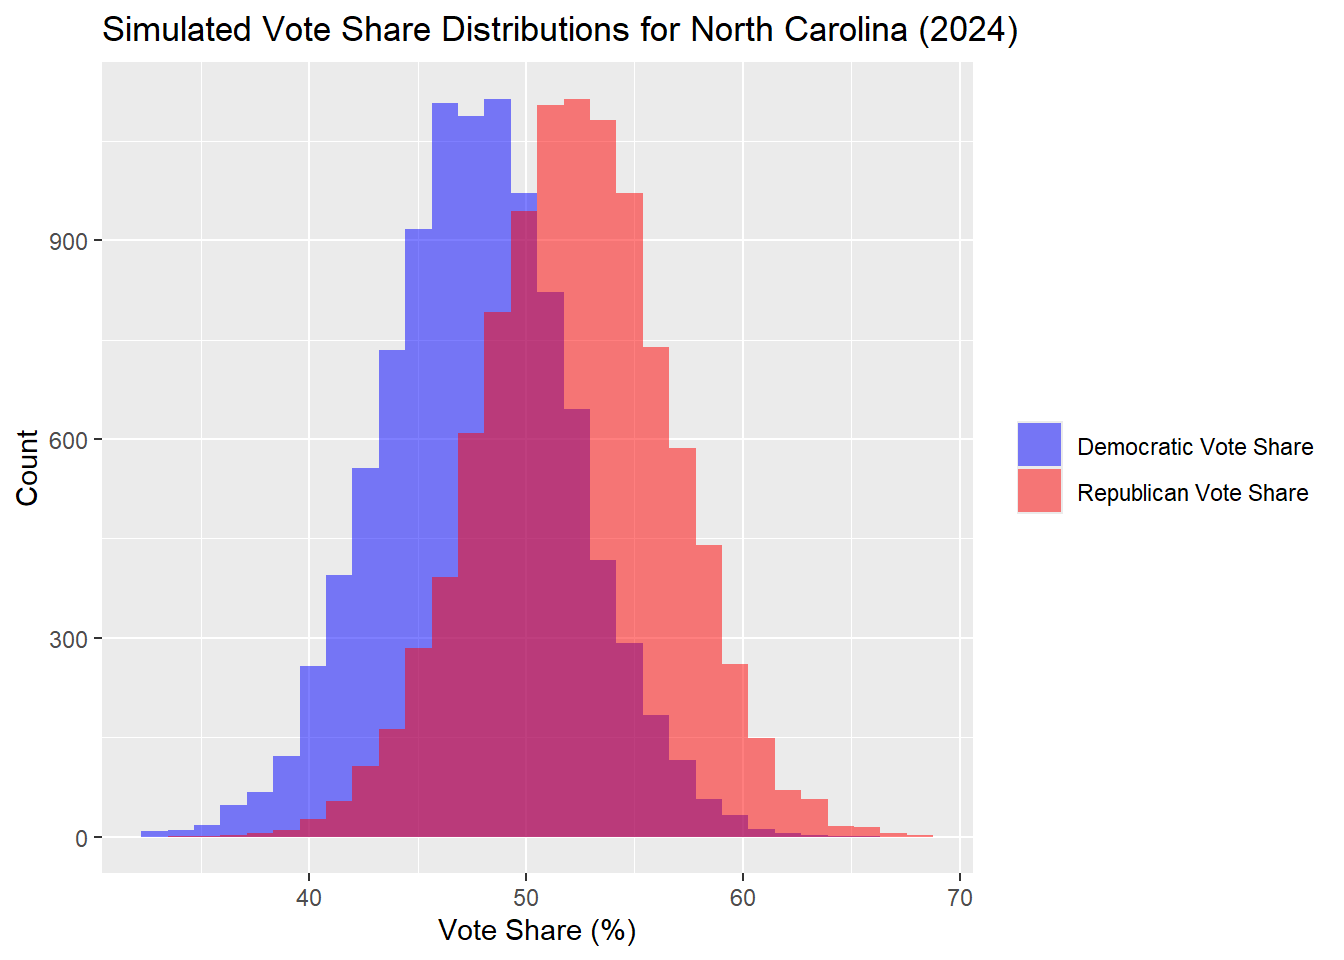 Simulated Vote Share Distributions for North Carolina (2024)
900
600
300
0
Count
40 50 60 70
Vote Share (%)
Democratic Vote Share
Republican Vote Share